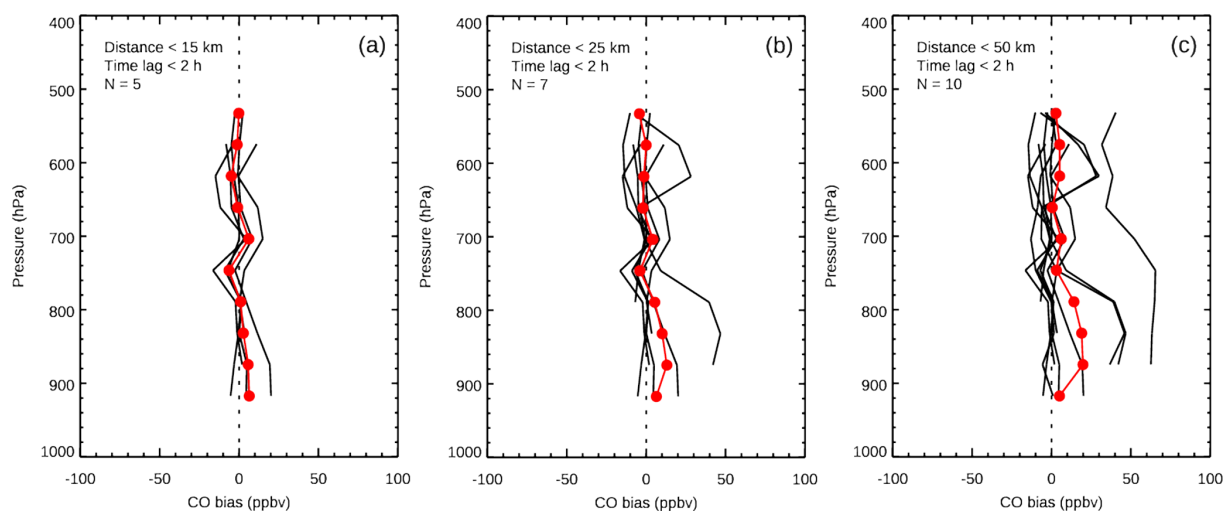 400
500
600
700
800
900
1000
Pressure (hPa)
Distance < 15 km
Time lag < 2 h
N = 5
(a)
-100
-50
0
50
100
CO bias (ppbv)
400
500
600
700
800
900
1000
Pressure (hPa)
Distance < 25 km
Time lag < 2 h
N = 7
(b)
-100
-50
0
50
100
CO bias (ppbv)
400
500
600
700
800
900
1000
Pressure (hPa)
Distance < 50 km
Time lag < 2 h
N = 10
(c)
-100
-50
0
50
100
CO bias (ppbv)